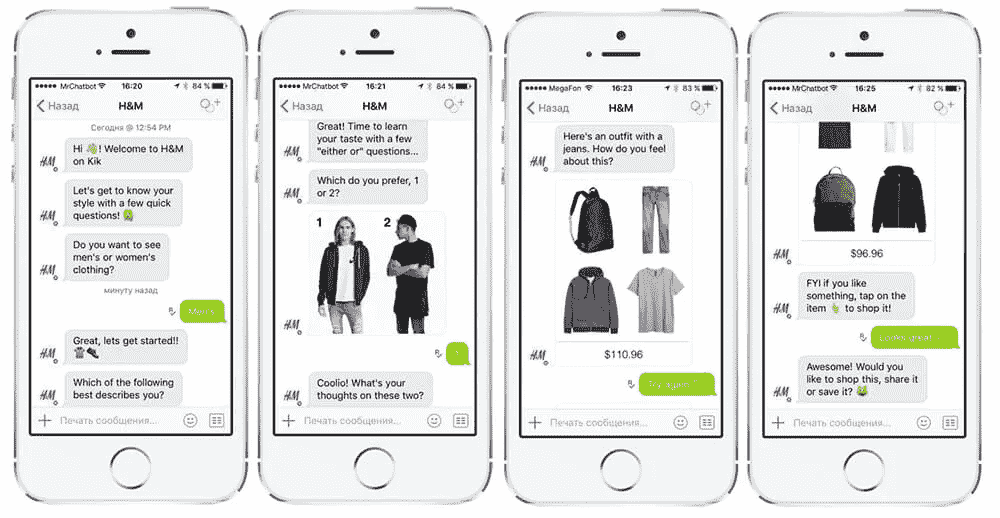 MrChatbot 16:20 84 %
Назад H&M
Сегодня @ 12:54 PM
Hi ! Welcome to H&M
on Kik
Let's get to know your
style with a few quick
questions!
Do you want to see
men's or women's
clothing?
минуту назад
Great, lets get started!!
Which of the following
best describes you?
Печать сообщения...
MrChatbot 16:21 84 %
Назад H&M
Great! Time to learn
your taste with a few
"either or" questions...
Which do you prefer, 1
or 2?
1 2
1
Coolio! What's your
thoughts on these two?
Печать сообщения...
MegaFon 16:23 83 %
Назад H&M
Here's an outfit with a
jeans. How do you feel
about this?
$110.96
Try again
Печать сообщения...
MrChatbot 16:25 82 %
Назад H&M
$96.96
FYI if you like
something, tap on the
item to shop it!
Looks great
Awesome! Would you
like to shop this, share it
or save it?
Печать сообщения...